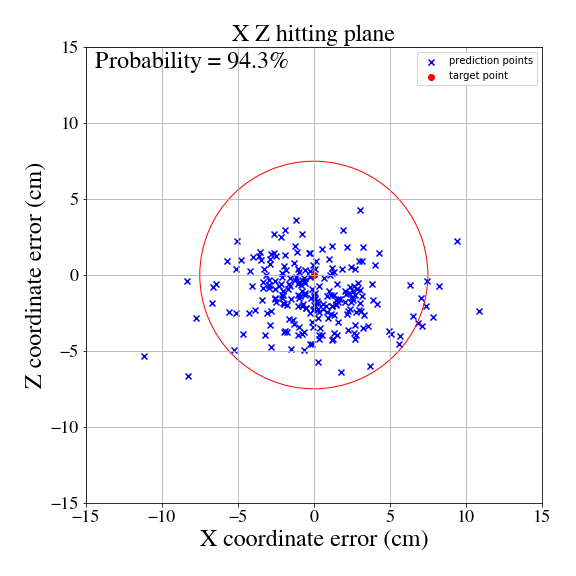 X Z hitting plane
Probability = 94.3%
prediction points
target point
15
10
5
0
−5
−10
−15
Z coordinate error (cm)
−15 −10 −5 0 5 10 15
X coordinate error (cm)